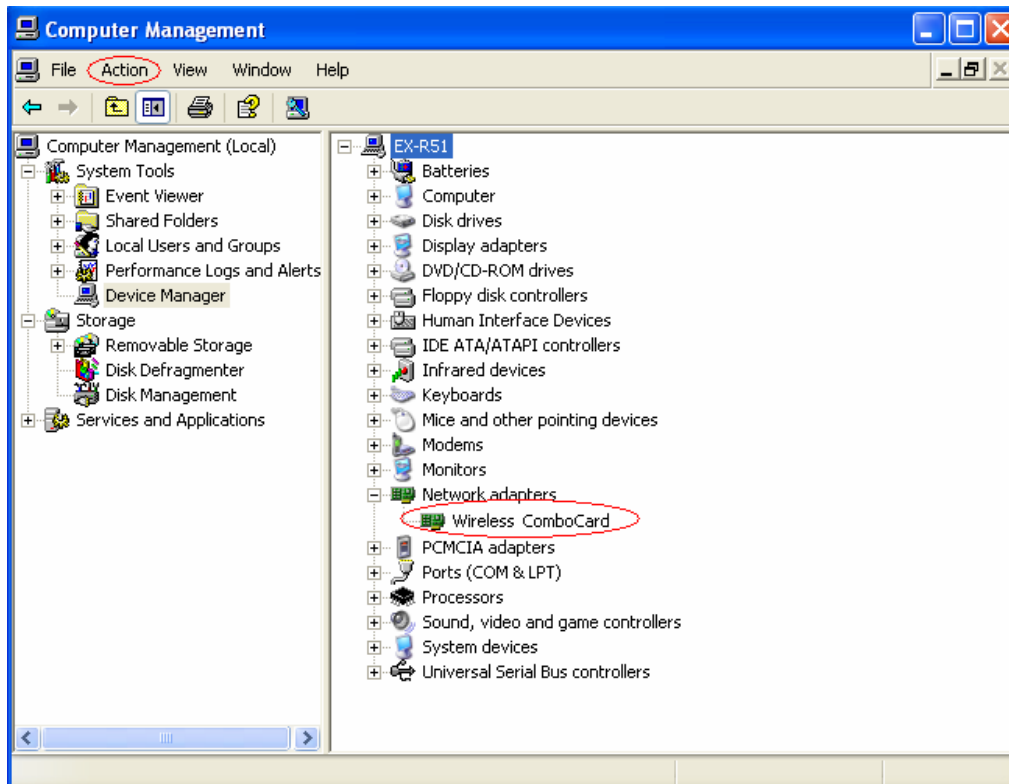 Computer Management
File Action View Window Help
Computer Management (Local)
System Tools
Event Viewer
Shared Folders
Local Users and Groups
Performance Logs and Alerts
Device Manager
Storage
Removable Storage
Disk Defragmenter
Disk Management
Services and Applications
EX-R51
Batteries
Computer
Disk drives
Display adapters
DVD/CD-ROM drives
Floppy disk controllers
Human Interface Devices
IDE ATA/ATAPI controllers
Infrared devices
Keyboards
Mice and other pointing devices
Modems
Monitors
Network adapters
Wireless ComboCard
PCMCIA adapters
Ports (COM & LPT)
Processors
Sound, video and game controllers
System devices
Universal Serial Bus controllers